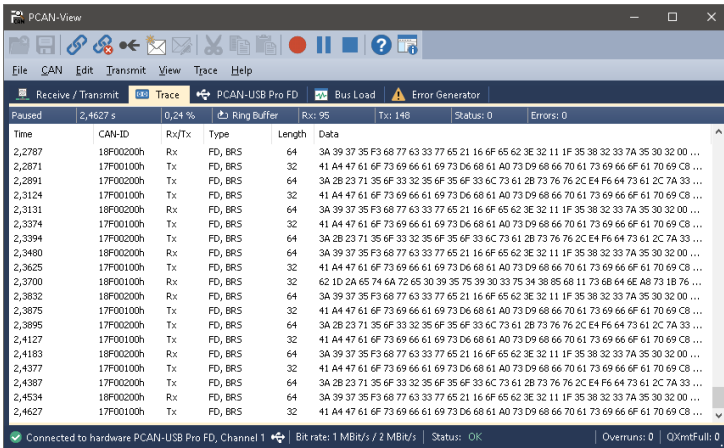 PCAN-View
File CAN Edit Transmit View Trace Help
Receive / Transmit Trace PCAN-USB Pro FD Bus Load Error Generator
Paused 2,4627 s 0,24 % Ring Buffer Rx: 95 Tx: 148 Status: 0 Errors: 0
Time CAN-ID Rx/Tx Type Length Data
2,2787 18F00200h Rx FD, BRS 64 3A 39 37 35 F3 68 77 63 33 77 65 21 16 6F 65 62 3E 32 11 1F 35 38 32 33 7A 35 30 32 00 ...
2,2871 17F00100h Tx FD, BRS 32 41 A4 47 61 6F 73 69 66 61 69 73 D6 68 61 A0 73 D9 68 66 70 61 73 69 66 6F 61 70 69 C8 ...
2,2891 17F00200h Tx FD, BRS 64 3A 2B 23 71 35 6F 33 32 35 6F 35 6F 33 6C 73 61 2B 73 76 76 2C E4 F6 64 73 61 2C 7A 33 ...
2,3124 17F00100h Tx FD, BRS 32 41 A4 47 61 6F 73 69 66 61 69 73 D6 68 61 A0 73 D9 68 66 70 61 73 69 66 6F 61 70 69 C8 ...
2,3131 18F00200h Rx FD, BRS 64 3A 39 37 35 F3 68 77 63 33 77 65 21 16 6F 65 62 3E 32 11 1F 35 38 32 33 7A 35 30 32 00 ...
2,3374 17F00100h Tx FD, BRS 32 41 A4 47 61 6F 73 69 66 61 69 73 D6 68 61 A0 73 D9 68 66 70 61 73 69 66 6F 61 70 69 C8 ...
2,3394 17F00200h Tx FD, BRS 64 3A 2B 23 71 35 6F 33 32 35 6F 35 6F 33 6C 73 61 2B 73 76 76 2C E4 F6 64 73 61 2C 7A 33 ...
2,3480 18F00200h Rx FD, BRS 64 3A 39 37 35 F3 68 77 63 33 77 65 21 16 6F 65 62 3E 32 11 1F 35 38 32 33 7A 35 30 32 00 ...
2,3625 17F00100h Tx FD, BRS 32 41 A4 47 61 6F 73 69 66 61 69 73 D6 68 61 A0 73 D9 68 66 70 61 73 69 66 6F 61 70 69 C8 ...
2,3700 18F00100h Rx FD, BRS 32 62 1D 2A 65 74 6A 72 65 30 39 35 75 39 30 33 75 34 38 85 68 11 73 6B 64 6E A8 73 1B 76 ...
2,3832 18F00200h Rx FD, BRS 64 3A 39 37 35 F3 68 77 63 33 77 65 21 16 6F 65 62 3E 32 11 1F 35 38 32 33 7A 35 30 32 00 ...
2,3875 17F00100h Tx FD, BRS 32 41 A4 47 61 6F 73 69 66 61 69 73 D6 68 61 A0 73 D9 68 66 70 61 73 69 66 6F 61 70 69 C8 ...
2,3895 17F00200h Tx FD, BRS 64 3A 2B 23 71 35 6F 33 32 35 6F 35 6F 33 6C 73 61 2B 73 76 76 2C E4 F6 64 73 61 2C 7A 33 ...
2,4127 17F00100h Tx FD, BRS 32 41 A4 47 61 6F 73 69 66 61 69 73 D6 68 61 A0 73 D9 68 66 70 61 73 69 66 6F 61 70 69 C8 ...
2,4183 18F00200h Rx FD, BRS 64 3A 39 37 35 F3 68 77 63 33 77 65 21 16 6F 65 62 3E 32 11 1F 35 38 32 33 7A 35 30 32 00 ...
2,4377 17F00100h Tx FD, BRS 32 41 A4 47 61 6F 73 69 66 61 69 73 D6 68 61 A0 73 D9 68 66 70 61 73 69 66 6F 61 70 69 C8 ...
2,4387 17F00200h Tx FD, BRS 64 3A 2B 23 71 35 6F 33 32 35 6F 35 6F 33 6C 73 61 2B 73 76 76 2C E4 F6 64 73 61 2C 7A 33 ...
2,4534 18F00200h Rx FD, BRS 64 3A 39 37 35 F3 68 77 63 33 77 65 21 16 6F 65 62 3E 32 11 1F 35 38 32 33 7A 35 30 32 00 ...
2,4627 17F00100h Tx FD, BRS 32 41 A4 47 61 6F 73 69 66 61 69 73 D6 68 61 A0 73 D9 68 66 70 61 73 69 66 6F 61 70 69 C8 ...
Connected to hardware PCAN-USB Pro FD, Channel 1 Bit rate: 1 MBit/s / 2 MBit/s Status: OK Overruns: 0 QXmtFull: 0